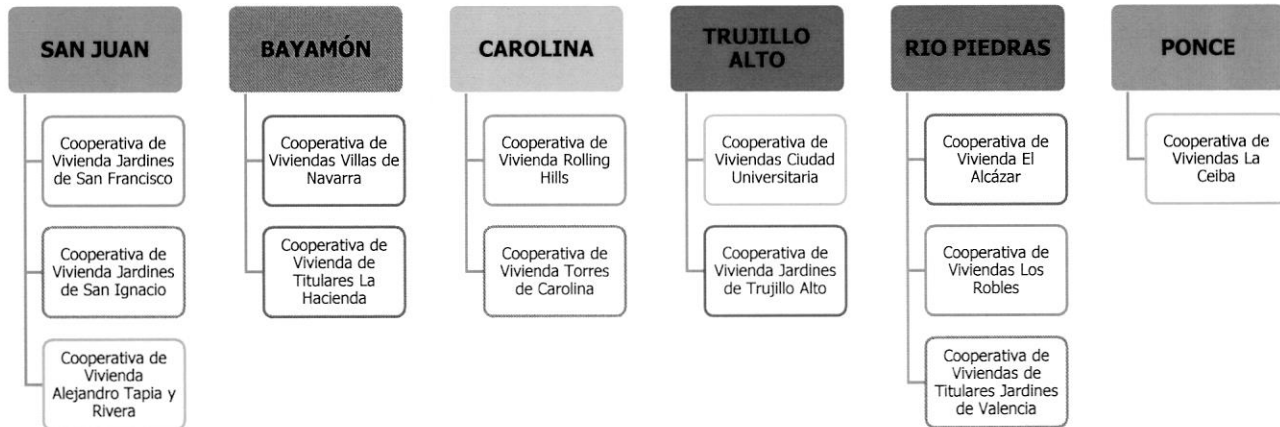 SAN JUAN
Cooperativa de
Vivienda Jardines
de San Francisco
Cooperativa de
Vivienda Jardines
de San Ignacio
Cooperativa de
Vivienda
Alejandro Tapia y
Rivera
BAYAMÓN
Cooperativa de
Viviendas Villas de
Navarra
Cooperativa de
Vivienda de
Titulares La
Hacienda
CAROLINA
Cooperativa de
Vivienda Rolling
Hills
Cooperativa de
Vivienda Torres
de Carolina
TRUJILLO
ALTO
Cooperativa de
Viviendas Ciudad
Universitaria
Cooperativa de
Vivienda Jardines
de Trujillo Alto
RIO PIEDRAS
Cooperativa de
Vivienda El
Alcázar
Cooperativa de
Viviendas Los
Robles
Cooperativa de
Viviendas de
Titulares Jardines
de Valencia
PONCE
Cooperativa de
Viviendas La
Ceiba